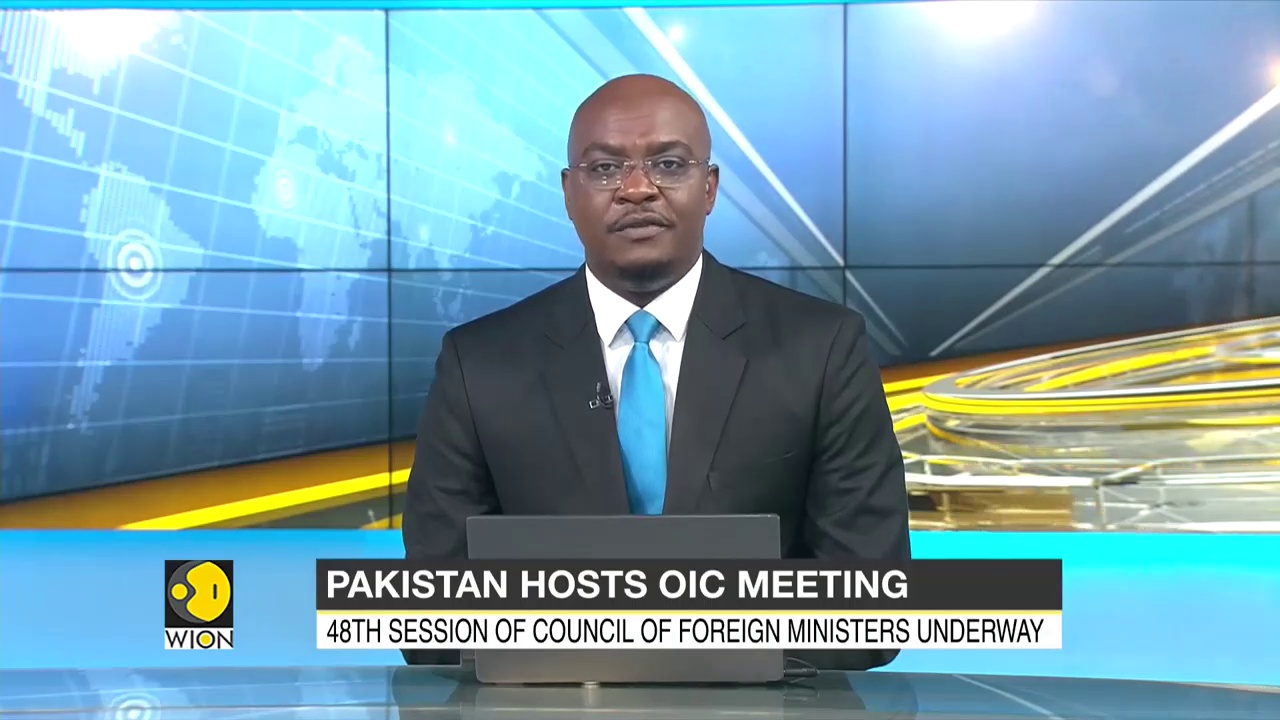 PAKISTAN HOSTS OIC MEETING
48TH SESSION OF COUNCIL OF FOREIGN MINISTERS UNDERWAY
WION